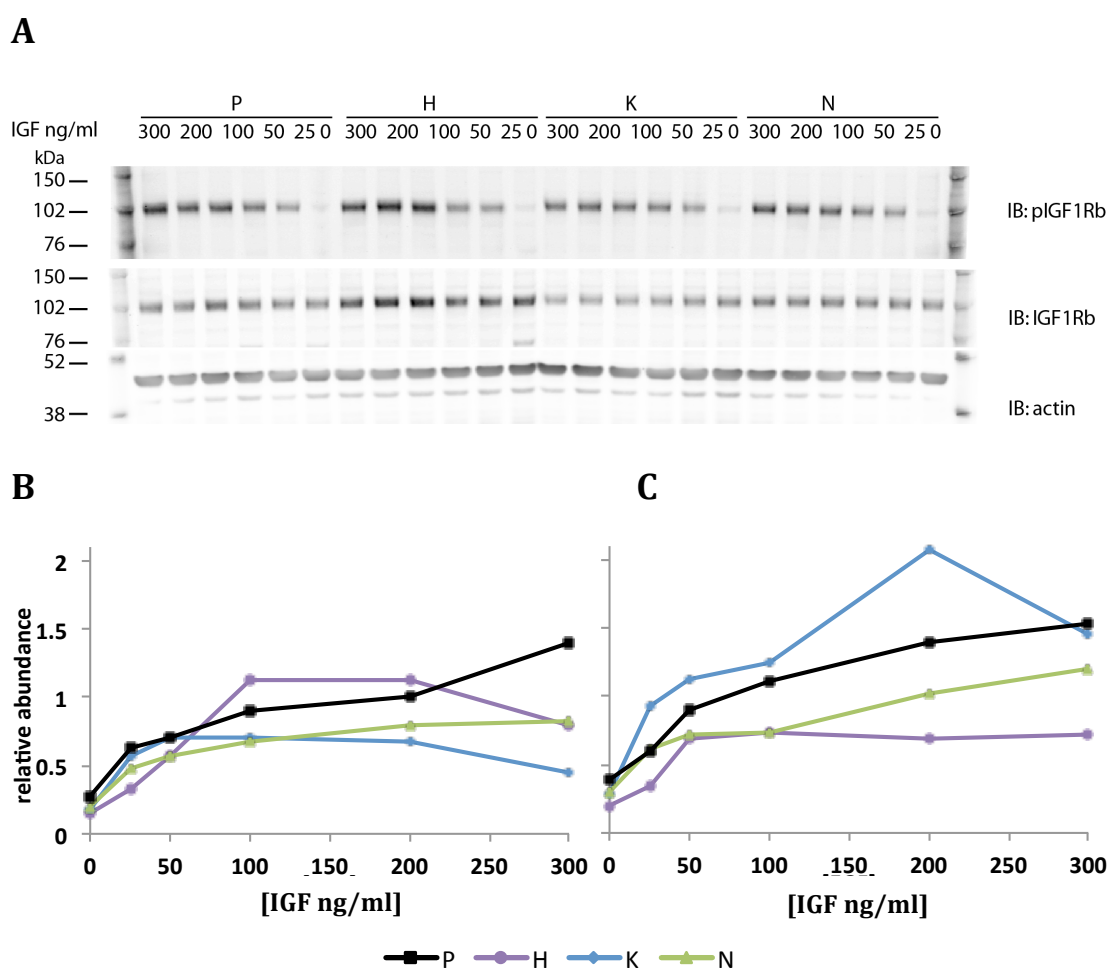 A
P H K N
IGF ng/ml 300 200 100 50 25 0 300 200 100 50 25 0 300 200 100 50 25 0 300 200 100 50 25 0
kDa
150
102
76
IB: pIGF1Rb
150
102
76
IB: IGF1Rb
52
38
IB: actin
B
relative abundance
2
1.5
1
0.5
0
0 50 100 150 200 250 300
[IGF ng/ml]
C
0 50 100 150 200 250 300
[IGF ng/ml]
P H K N